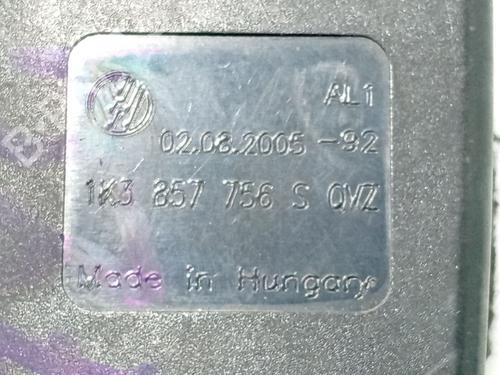 AL1
02.08.2005 -92
1K3 857 756 S QVZ
Made in Hungary